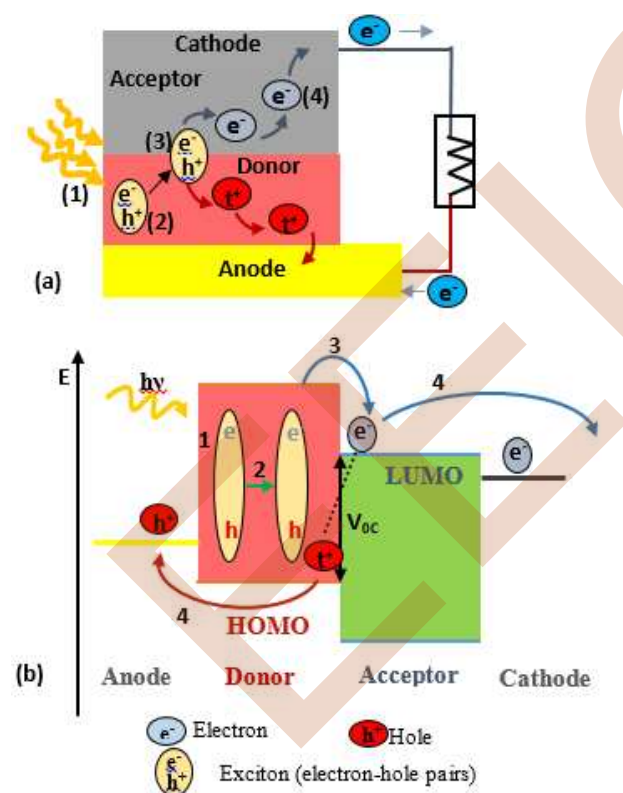 Cathode
e-
Acceptor
e- (4)
(3) e-
e-
h+
Donor
(1)
e-
h+ (2)
t+
t+
Anode
(a)
e-
E
hν
3
4
1
e
e
e-
2
LUMO
e-
V0C
h+
h
h
t+
4
HOMO
(b)
Anode Donor Acceptor Cathode
e- Electron
h+ Hole
e-
h+ Exciton (electron-hole pairs)